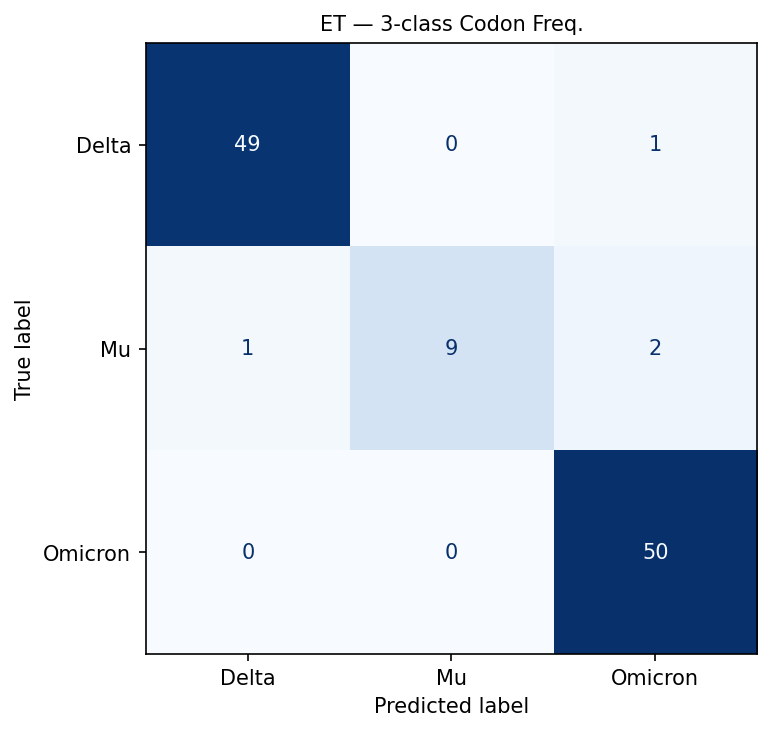 ET — 3-class Codon Freq.
Delta 49 0 1
Mu 1 9 2
Omicron 0 0 50
Delta Mu Omicron
Predicted label
True label